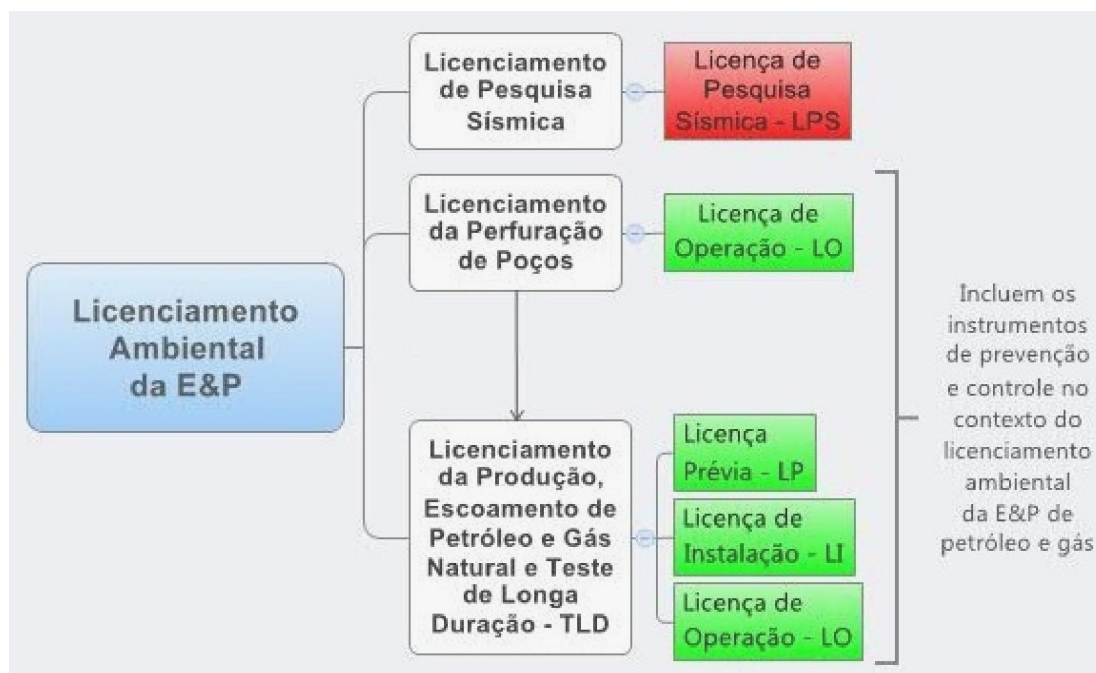 Licenciamento
de Pesquisa
Sísmica
Licença de
Pesquisa
Sísmica - LPS
Licenciamento
da Perfuração
de Poços
Licença de
Operação - LO
Licenciamento
Ambiental
da E&P
Licenciamento
da Produção,
Escoamento de
Petróleo e Gás
Natural e Teste
de Longa
Duração - TLD
Licença
Prévia - LP
Licença de
Instalação - LI
Licença de
Operação - LO
Incluem os
instrumentos
de prevenção
e controle no
contexto do
licenciamento
ambiental
da E&P de
petróleo e gás